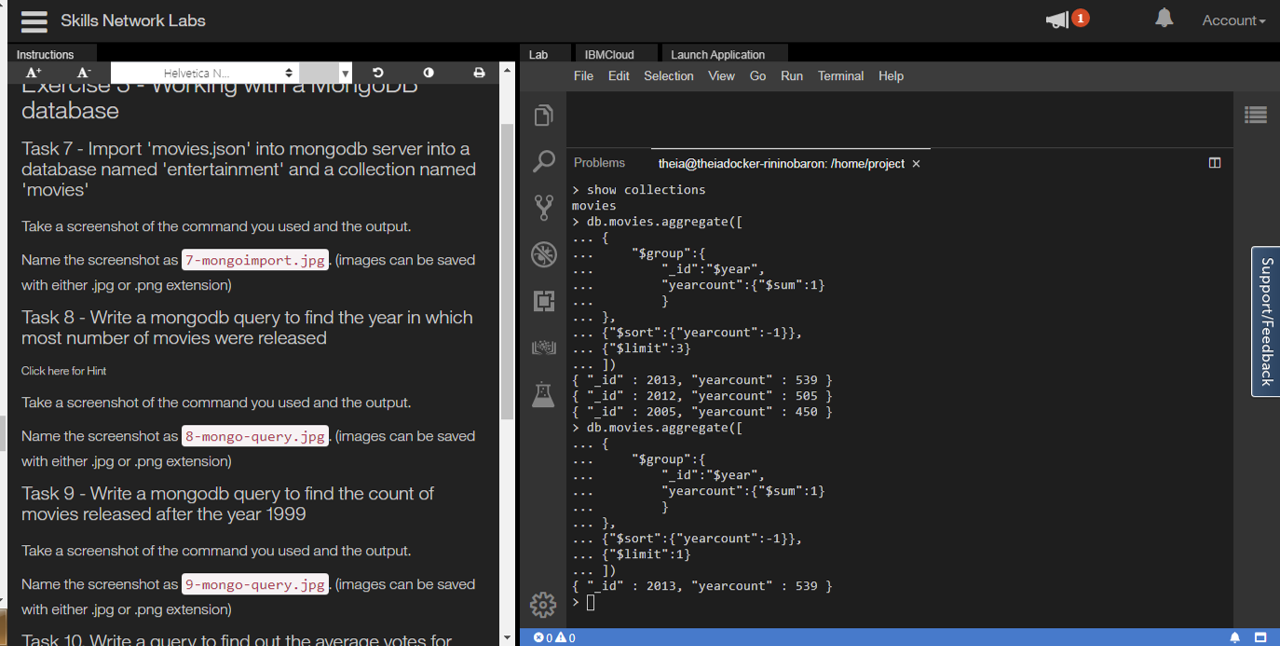 Skills Network Labs
1
Account
Instructions
Lab
IBMCloud
Launch Application
A+
A-
Helvetica N...
File Edit Selection View Go Run Terminal Help
Exercise 3 - Working with a MongoDB
database
Task 7 - Import 'movies.json' into mongodb server into a
database named 'entertainment' and a collection named
'movies'
Take a screenshot of the command you used and the output.
Name the screenshot as 7-mongoimport.jpg. (images can be saved
with either .jpg or .png extension)
Task 8 - Write a mongodb query to find the year in which
most number of movies were released
Click here for Hint
Take a screenshot of the command you used and the output.
Name the screenshot as 8-mongo-query.jpg. (images can be saved
with either .jpg or .png extension)
Task 9 - Write a mongodb query to find the count of
movies released after the year 1999
Take a screenshot of the command you used and the output.
Name the screenshot as 9-mongo-query.jpg. (images can be saved
with either .jpg or .png extension)
Task 10. Write a query to find out the average votes for
Problems
theia@theiadocker-rininobaron: /home/project ×
> show collections
movies
> db.movies.aggregate([
... {
...     "$group":{
...         "_id":"$year",
...         "yearcount":{"$sum":1}
...         }
... },
... {"$sort":{"yearcount":-1}},
... {"$limit":3}
... ])
{ "_id" : 2013, "yearcount" : 539 }
{ "_id" : 2012, "yearcount" : 505 }
{ "_id" : 2005, "yearcount" : 450 }
> db.movies.aggregate([
... {
...     "$group":{
...         "_id":"$year",
...         "yearcount":{"$sum":1}
...         }
... },
... {"$sort":{"yearcount":-1}},
... {"$limit":1}
... ])
{ "_id" : 2013, "yearcount" : 539 }
>
Support/Feedback
0 0